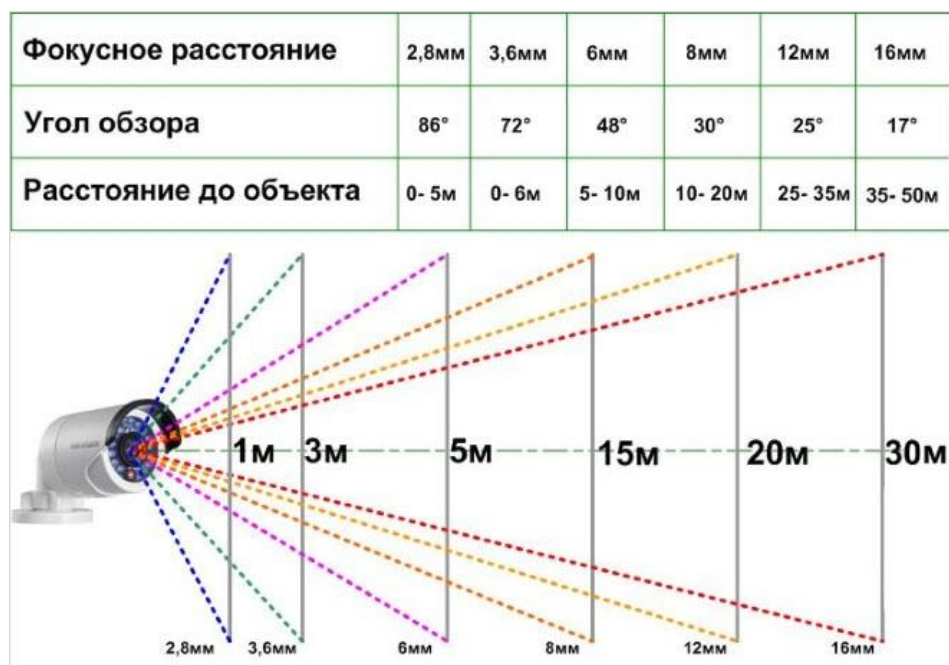 Фокусное расстояние 2,8мм 3,6мм 6мм 8мм 12мм 16мм
Угол обзора 86° 72° 48° 30° 25° 17°
Расстояние до объекта 0- 5м 0- 6м 5- 10м 10- 20м 25- 35м 35- 50м
1м 3м 5м 15м 20м 30м
2,8мм 3,6мм 6мм 8мм 12мм 16мм